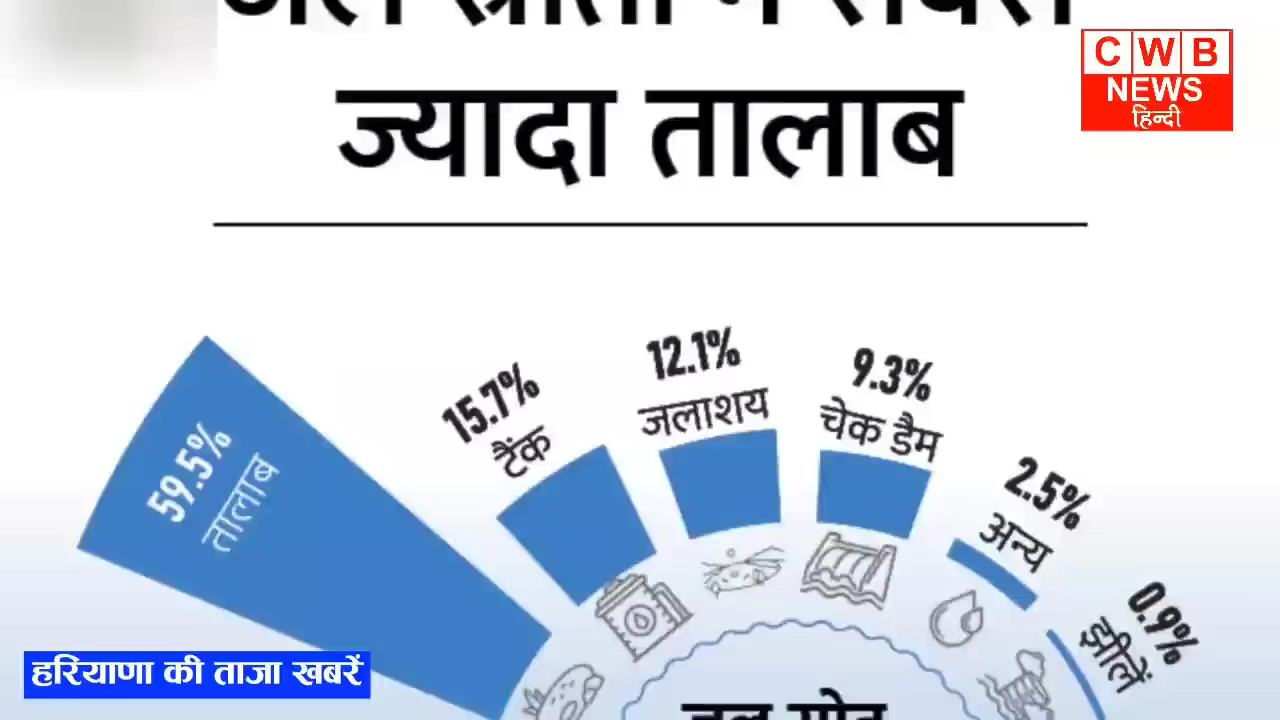 ज्यादा तालाब
CWB
NEWS
हिन्दी
59.5%
तालाब
15.7%
टैंक
12.1%
जलाशय
9.3%
चेक डैम
2.5%
अन्य
0.9%
झीलें
हरियाणा की ताजा खबरें